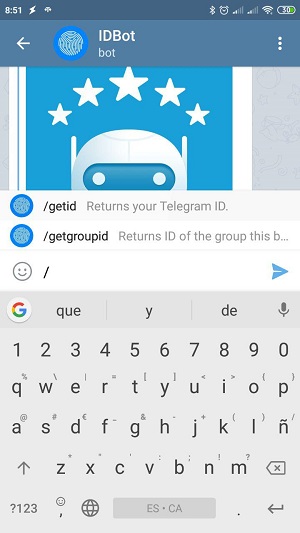 8:51
30
IDBot
bot
/getid Returns your Telegram ID.
/getgroupid Returns ID of the group this b...
/
G que y de
1 2 3 4 5 6 7 8 9 0
q w e r t y u i o p
% ^ ~ | [ ] < > { }
a s d f g h j k l ñ
@ # € _ & - + ( ) /
z x c v b n m
* " ' : ; ! ?
?123 , ES • CA .